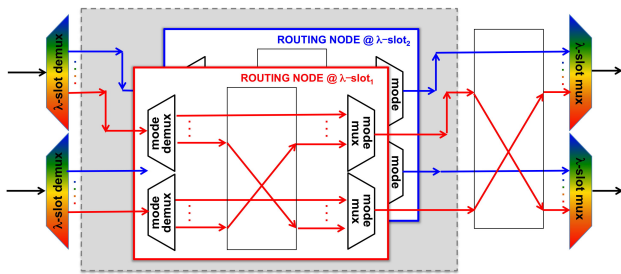 ROUTING NODE @ λ–slot₂
ROUTING NODE @ λ–slot₁
λ-slot demux
λ-slot demux
mode
demux
mode
demux
mode
mux
mode
mux
mode
mode
λ-slot mux
λ-slot mux